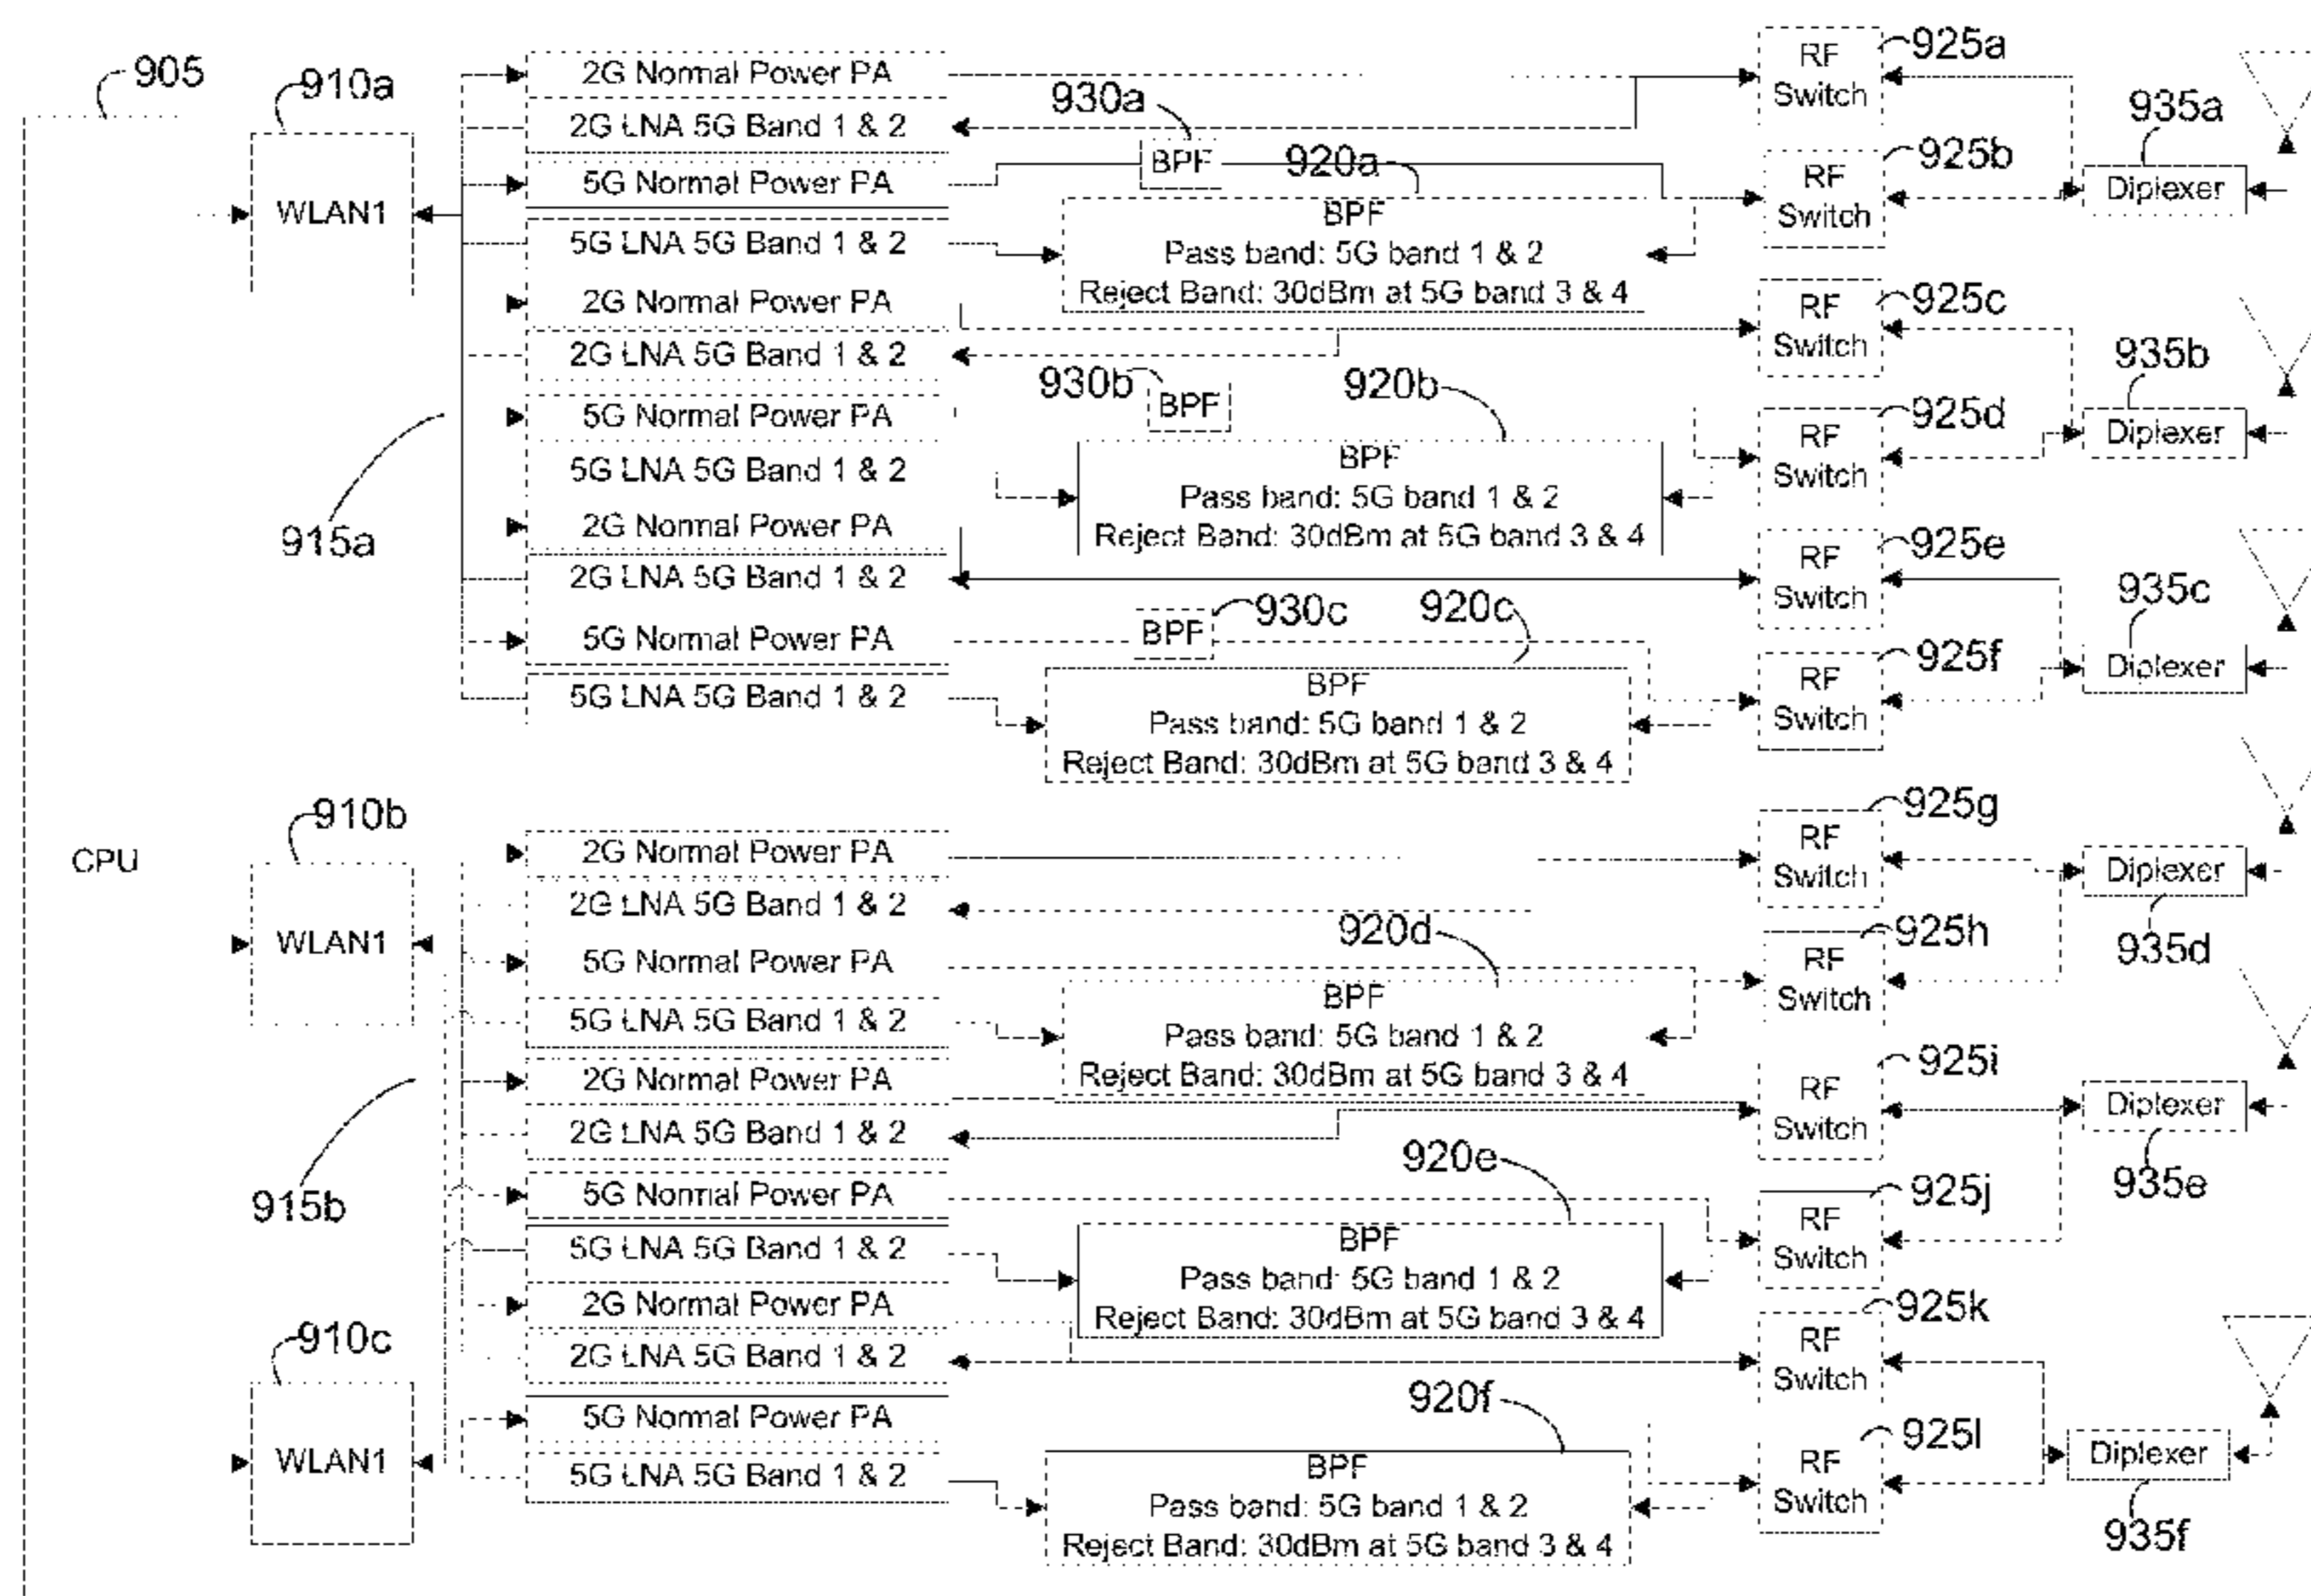 905
910a
2G Normal Power PA
2G LNA 5G Band 1 & 2
5G Normal Power PA
5G LNA 5G Band 1 & 2
2G Normal Power PA
2G LNA 5G Band 1 & 2
5G Normal Power PA
5G LNA 5G Band 1 & 2
2G Normal Power PA
2G LNA 5G Band 1 & 2
5G Normal Power PA
5G LNA 5G Band 1 & 2
WLAN1
915a
930a
BPF
920a
BPF
Pass band: 5G band 1 & 2
Reject Band: 30dBm at 5G band 3 & 4
930b
BPF
920b
BPF
Pass band: 5G band 1 & 2
Reject Band: 30dBm at 5G band 3 & 4
930c
BPF
920c
BPF
Pass band: 5G band 1 & 2
Reject Band: 30dBm at 5G band 3 & 4
RF
Switch
925a
RF
Switch
925b
RF
Switch
925c
RF
Switch
925d
RF
Switch
925e
RF
Switch
925f
935a
Diplexer
935b
Diplexer
935c
Diplexer
CPU
910b
WLAN1
915b
910c
WLAN1
2G Normal Power PA
2G LNA 5G Band 1 & 2
5G Normal Power PA
5G LNA 5G Band 1 & 2
2G Normal Power PA
2G LNA 5G Band 1 & 2
5G Normal Power PA
5G LNA 5G Band 1 & 2
2G Normal Power PA
2G LNA 5G Band 1 & 2
5G Normal Power PA
5G LNA 5G Band 1 & 2
920d
BPF
Pass band: 5G band 1 & 2
Reject Band: 30dBm at 5G band 3 & 4
920e
BPF
Pass band: 5G band 1 & 2
Reject Band: 30dBm at 5G band 3 & 4
920f
BPF
Pass band: 5G band 1 & 2
Reject Band: 30dBm at 5G band 3 & 4
RF
Switch
925g
RF
Switch
925h
RF
Switch
925i
RF
Switch
925j
RF
Switch
925k
RF
Switch
925l
Diplexer
935d
Diplexer
935e
Diplexer
935f